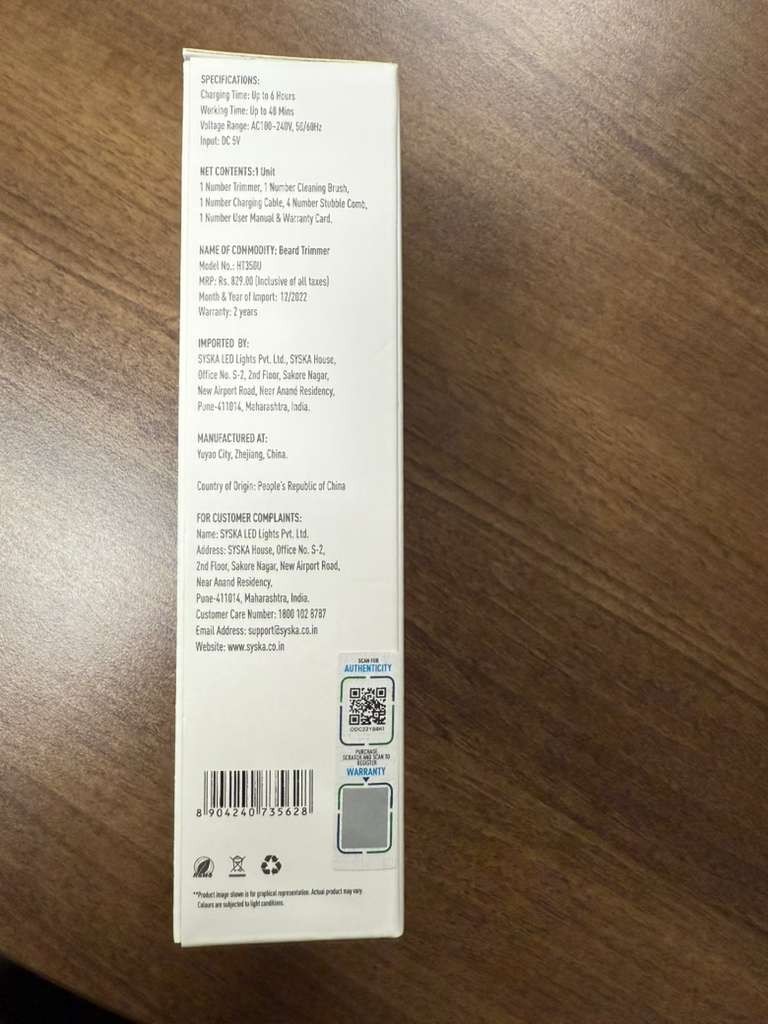 SPECIFICATIONS:
Charging Time: Up to 6 Hours
Working Time: Up to 40 Mins
Voltage Range: AC100-240V, 50/60Hz
Input: DC 5V
NET CONTENTS:1 Unit
1 Number Trimmer, 1 Number Cleaning Brush,
1 Number Charging Cable, 4 Number Stubble Comb,
1 Number User Manual & Warranty Card.
NAME OF COMMODITY: Beard Trimmer
Model No.: HT350U
MRP: Rs. 829.00 (Inclusive of all taxes)
Month & Year of Import: 12/2022
Warranty: 2 years
IMPORTED BY:
SYSKA LED Lights Pvt. Ltd., SYSKA House,
Office No. S-2, 2nd Floor, Sakore Nagar,
New Airport Road, Near Anand Residency,
Pune-411014, Maharashtra, India.
MANUFACTURED AT:
Yuyao City, Zhejiang, China.
Country of Origin: People's Republic of China
FOR CUSTOMER COMPLAINTS:
Name: SYSKA LED Lights Pvt. Ltd.
Address: SYSKA House, Office No. S-2,
2nd Floor, Sakore Nagar, New Airport Road,
Near Anand Residency,
Pune-411014, Maharashtra, India.
Customer Care Number: 1800 102 8787
Email Address: support@syska.co.in
Website: www.syska.co.in
SCAN FOR
AUTHENTICITY
PURCHASE,
SCRATCH AND SCAN TO
REGISTER
WARRANTY
8 904240 735628
RoHS
**Product image shown is for graphical representation. Actual product may vary.
Colours are subjected to light conditions.